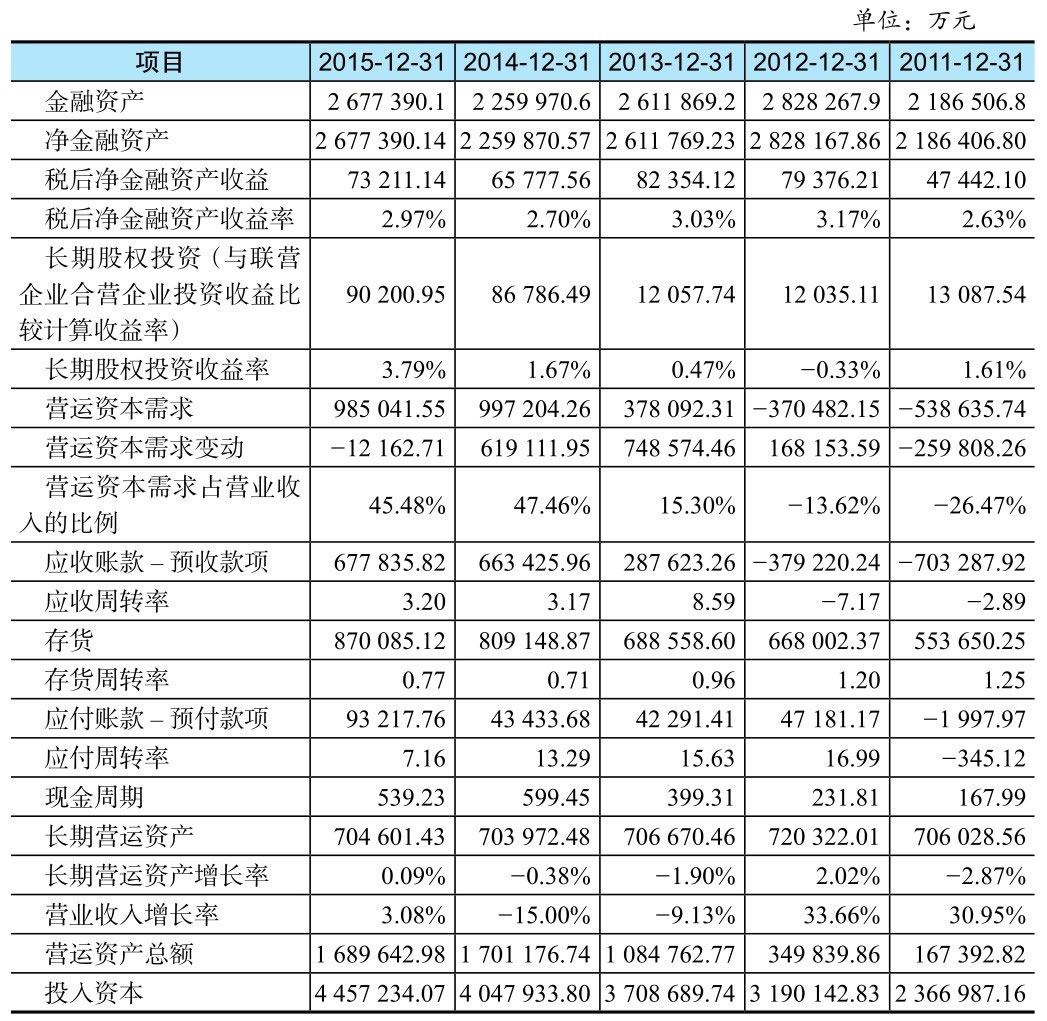 单位：万元
项目 2015-12-31 2014-12-31 2013-12-31 2012-12-31 2011-12-31
金融资产 2 677 390.1 2 259 970.6 2 611 869.2 2 828 267.9 2 186 506.8
净金融资产 2 677 390.14 2 259 870.57 2 611 769.23 2 828 167.86 2 186 406.80
税后净金融资产收益 73 211.14 65 777.56 82 354.12 79 376.21 47 442.10
税后净金融资产收益率 2.97% 2.70% 3.03% 3.17% 2.63%
长期股权投资（与联营
企业合营企业投资收益比 90 200.95 86 786.49 12 057.74 12 035.11 13 087.54
较计算收益率）
长期股权投资收益率 3.79% 1.67% 0.47% −0.33% 1.61%
营运资本需求 985 041.55 997 204.26 378 092.31 −370 482.15 −538 635.74
营运资本需求变动 −12 162.71 619 111.95 748 574.46 168 153.59 −259 808.26
营运资本需求占营业收
入的比例 45.48% 47.46% 15.30% −13.62% −26.47%
应收账款 – 预收款项 677 835.82 663 425.96 287 623.26 −379 220.24 −703 287.92
应收周转率 3.20 3.17 8.59 −7.17 −2.89
存货 870 085.12 809 148.87 688 558.60 668 002.37 553 650.25
存货周转率 0.77 0.71 0.96 1.20 1.25
应付账款 – 预付款项 93 217.76 43 433.68 42 291.41 47 181.17 −1 997.97
应付周转率 7.16 13.29 15.63 16.99 −345.12
现金周期 539.23 599.45 399.31 231.81 167.99
长期营运资产 704 601.43 703 972.48 706 670.46 720 322.01 706 028.56
长期营运资产增长率 0.09% −0.38% −1.90% 2.02% −2.87%
营业收入增长率 3.08% −15.00% −9.13% 33.66% 30.95%
营运资产总额 1 689 642.98 1 701 176.74 1 084 762.77 349 839.86 167 392.82
投入资本 4 457 234.07 4 047 933.80 3 708 689.74 3 190 142.83 2 366 987.16